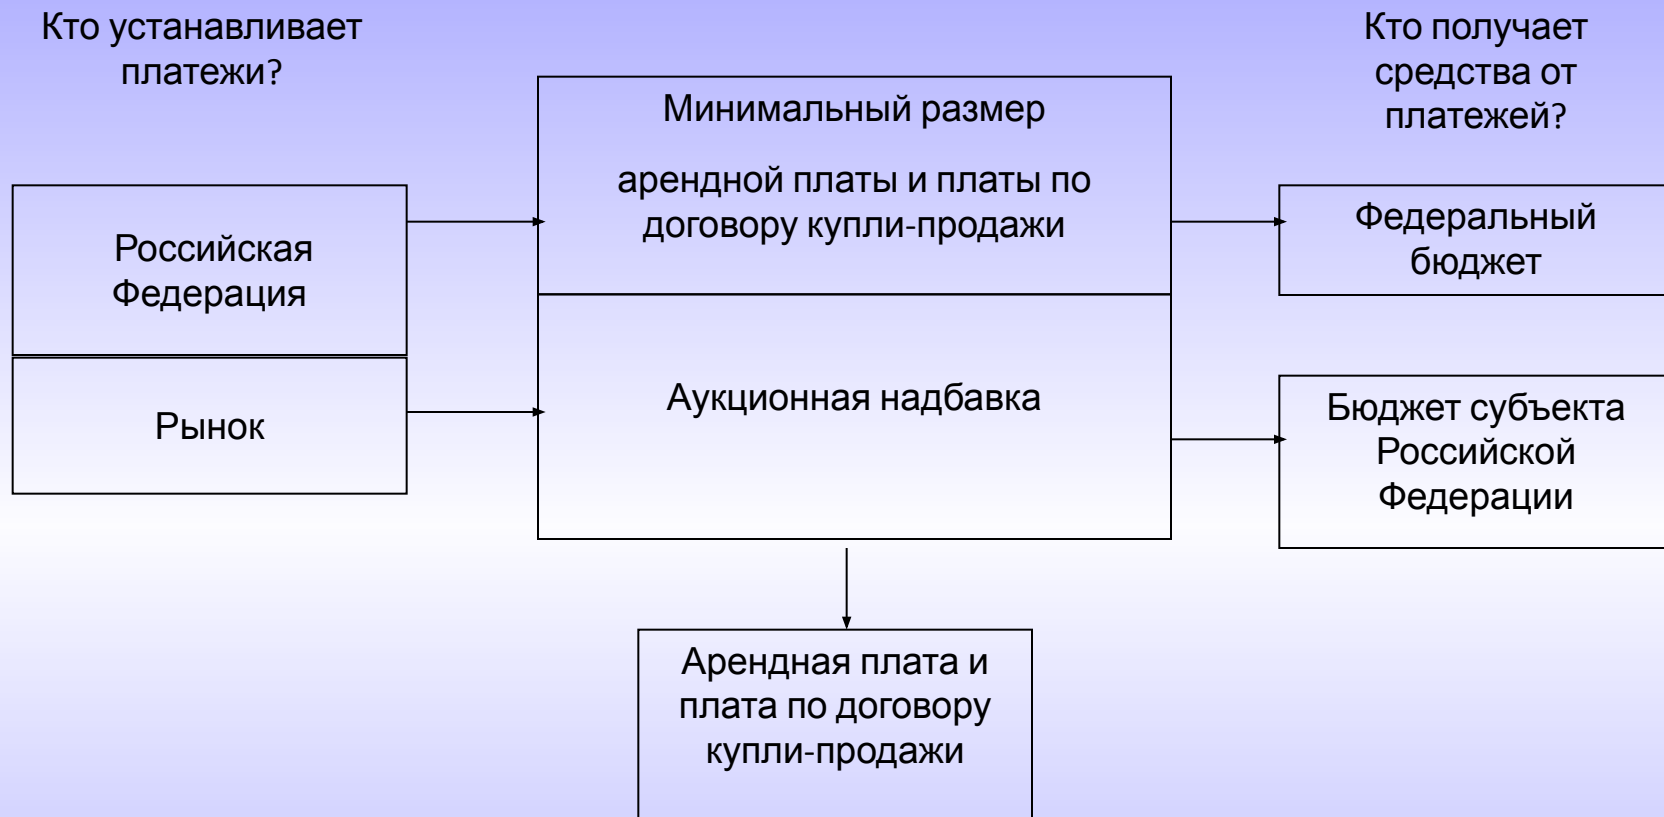 Кто устанавливает
платежи?
Кто получает
средства от
платежей?
Минимальный размер
арендной платы и платы по
договору купли-продажи
Российская
Федерация
Федеральный
бюджет
Рынок
Аукционная надбавка
Бюджет субъекта
Российской
Федерации
Арендная плата и
плата по договору
купли-продажи